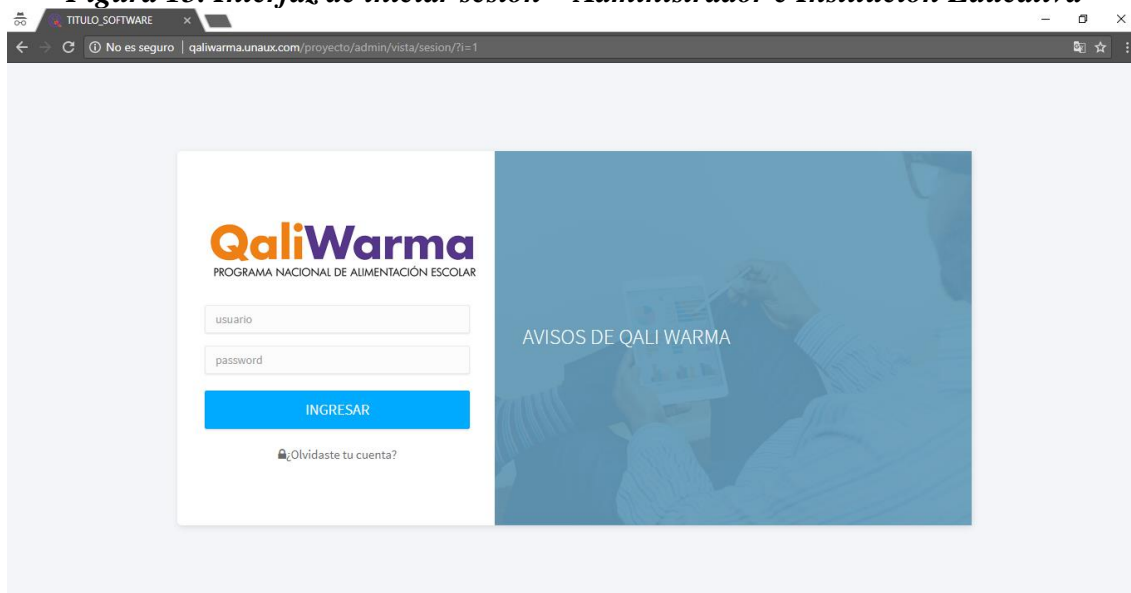 Figura 13: Interfaz de iniciar sesión – Administrador e Institución Educativa
TITULO_SOFTWARE
No es seguro | qaliwarma.unaux.com/proyecto/admin/vista/sesion/?i=1
QaliWarma
PROGRAMA NACIONAL DE ALIMENTACIÓN ESCOLAR
usuario
password
INGRESAR
¿Olvidaste tu cuenta?
AVISOS DE QALI WARMA